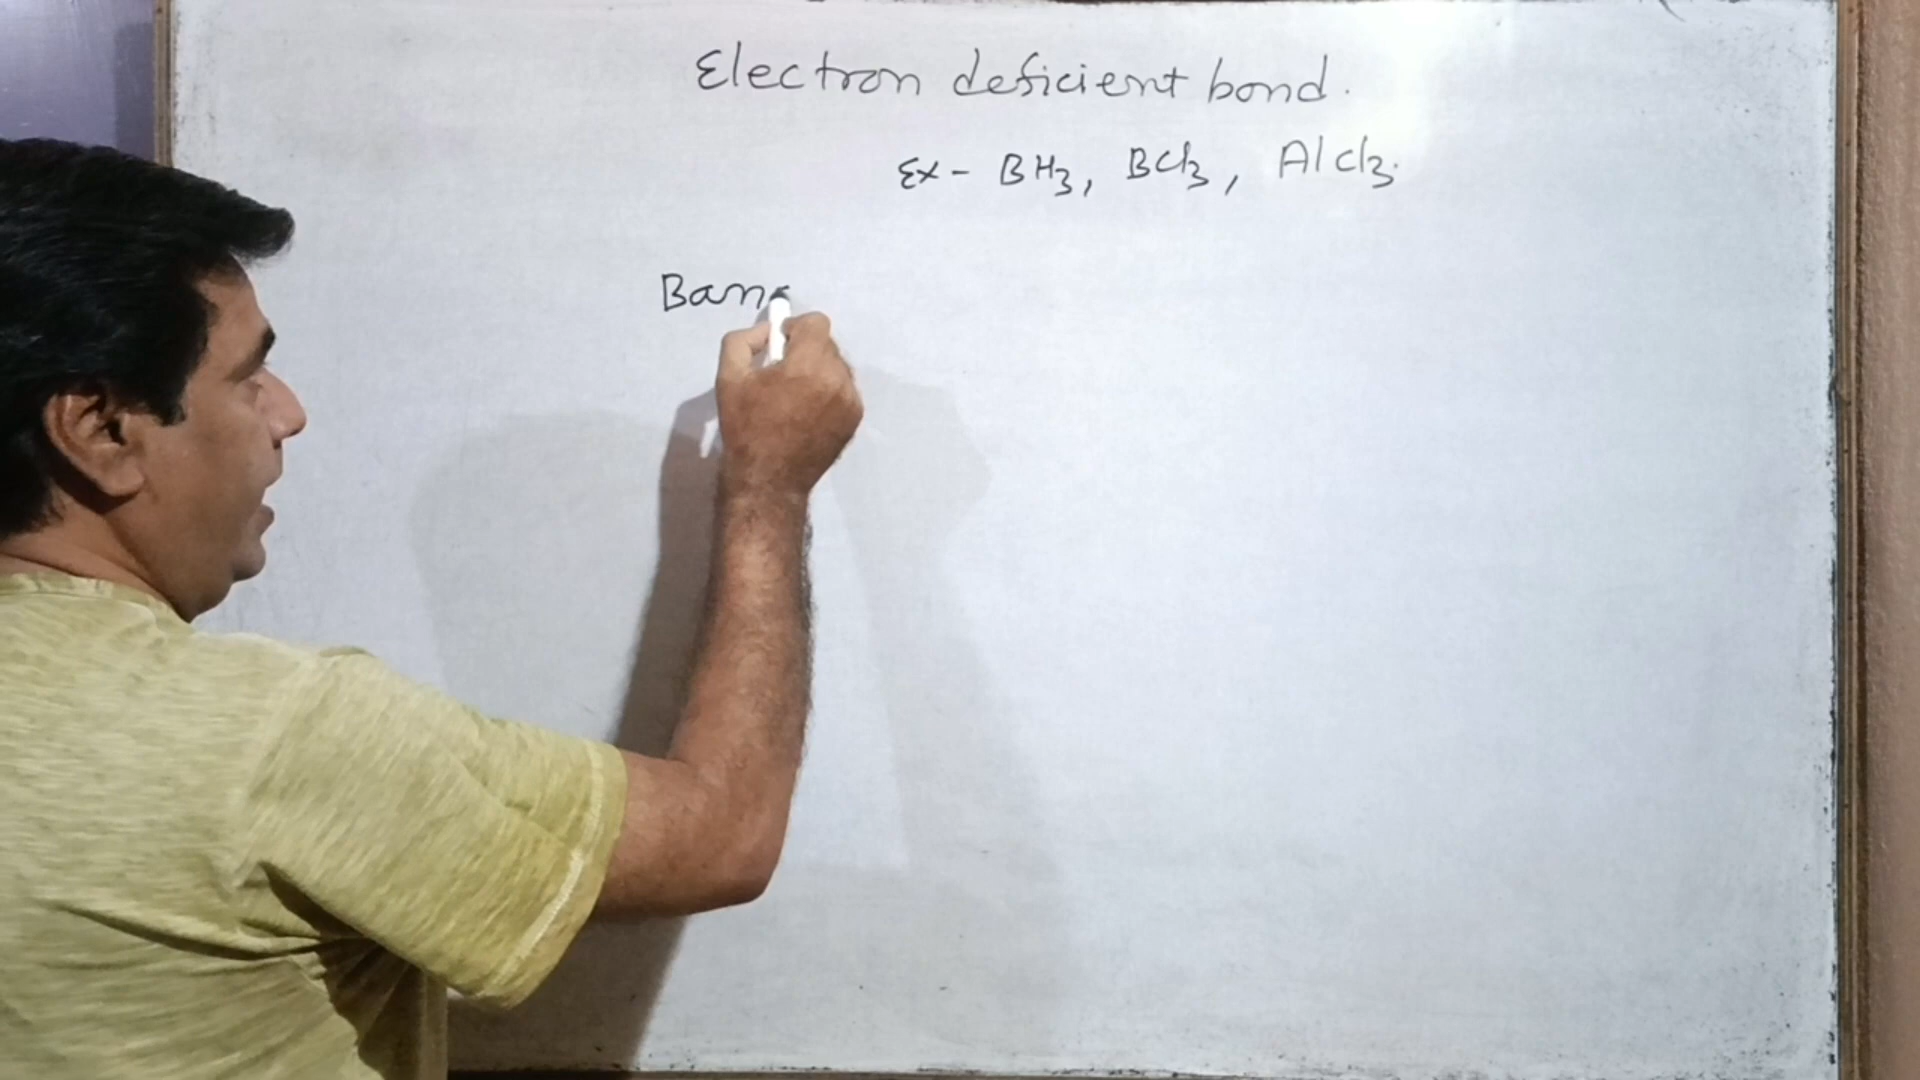 Electron deficient bond.
Ex - BH3, BCl3, AlCl3.
Ban